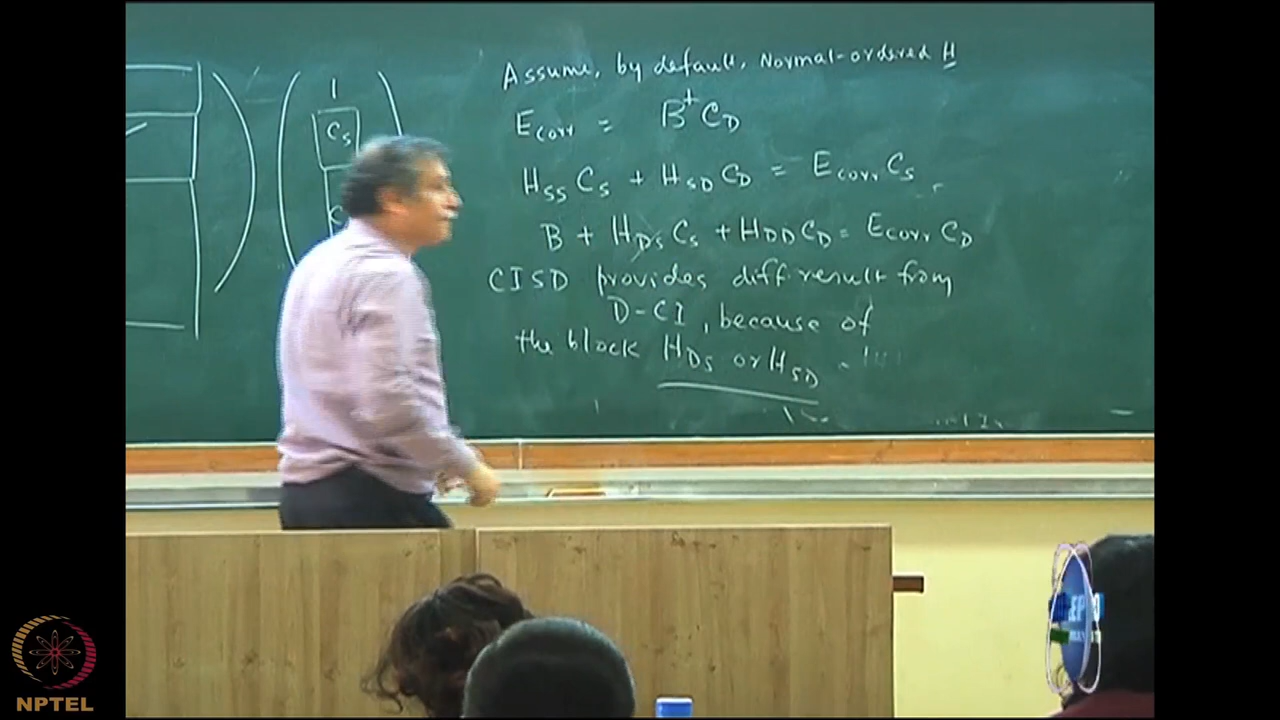 1
C_S
Assume, by default, Normal-ordered H
E_corr = B^+ C_D
H_SS C_S + H_SD C_D = E_corr C_S
B + H_DS C_S + H_DD C_D = E_corr C_D
CISD provides diff. result from
D-CI, because of
the block H_DS or H_SD
NPTEL